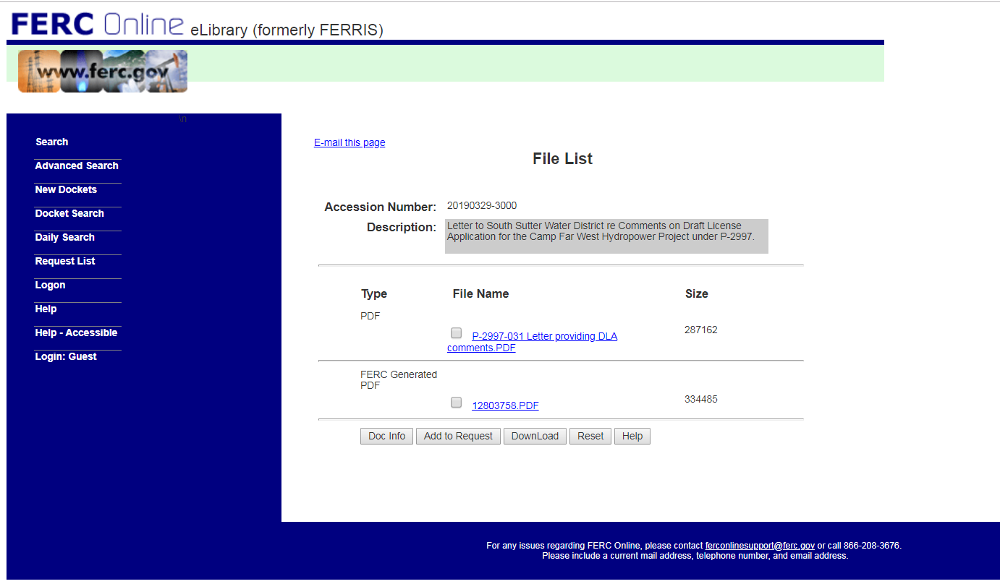 FERC Online eLibrary (formerly FERRIS)
www.ferc.gov
\n
Search
Advanced Search
New Dockets
Docket Search
Daily Search
Request List
Logon
Help
Help - Accessible
Login: Guest
E-mail this page
File List
Accession Number: 20190329-3000
Description: Letter to South Sutter Water District re Comments on Draft License
Application for the Camp Far West Hydropower Project under P-2997.
Type File Name Size
PDF
P-2997-031 Letter providing DLA 287162
comments.PDF
FERC Generated
PDF
12803758.PDF 334485
Doc Info Add to Request DownLoad Reset Help
For any issues regarding FERC Online, please contact ferconlinesupport@ferc.gov or call 866-208-3676.
Please include a current mail address, telephone number, and email address.